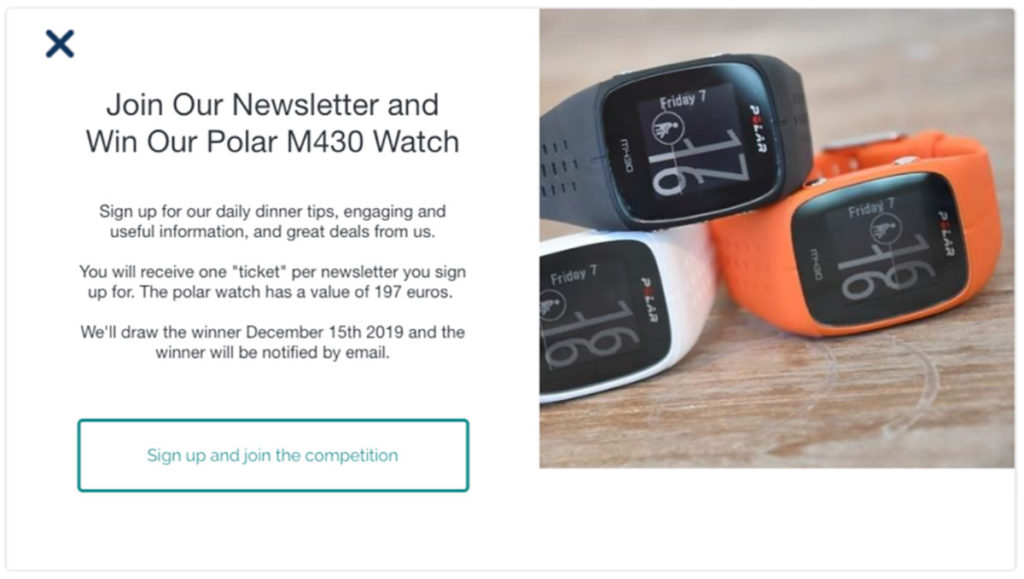 Join Our Newsletter and
Win Our Polar M430 Watch
Sign up for our daily dinner tips, engaging and
useful information, and great deals from us.
You will receive one "ticket" per newsletter you sign
up for. The polar watch has a value of 197 euros.
We'll draw the winner December 15th 2019 and the
winner will be notified by email.
Sign up and join the competition
Friday 7
POLAR
M430
16
17
Friday 7
POLAR
M430
16
Friday 7
POLAR
16